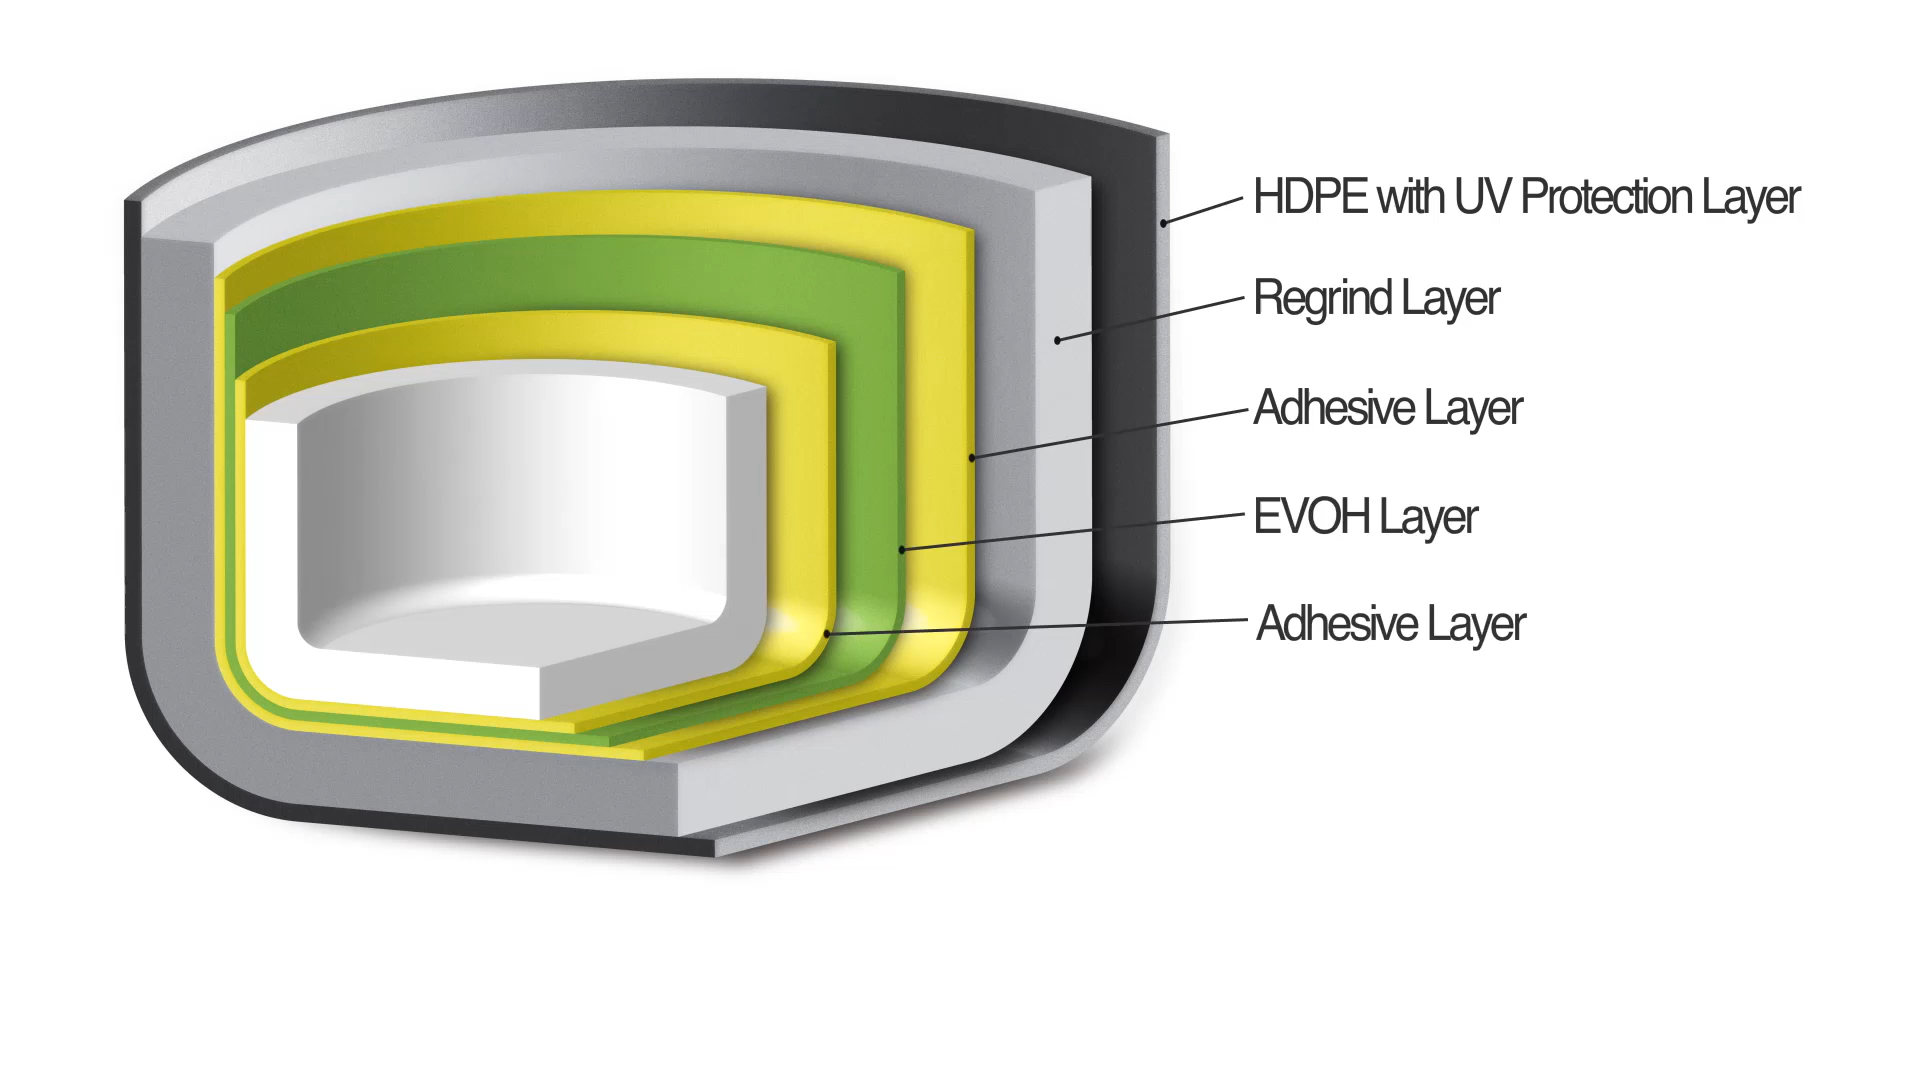 HDPE with UV Protection Layer
Regrind Layer
Adhesive Layer
EVOH Layer
Adhesive Layer